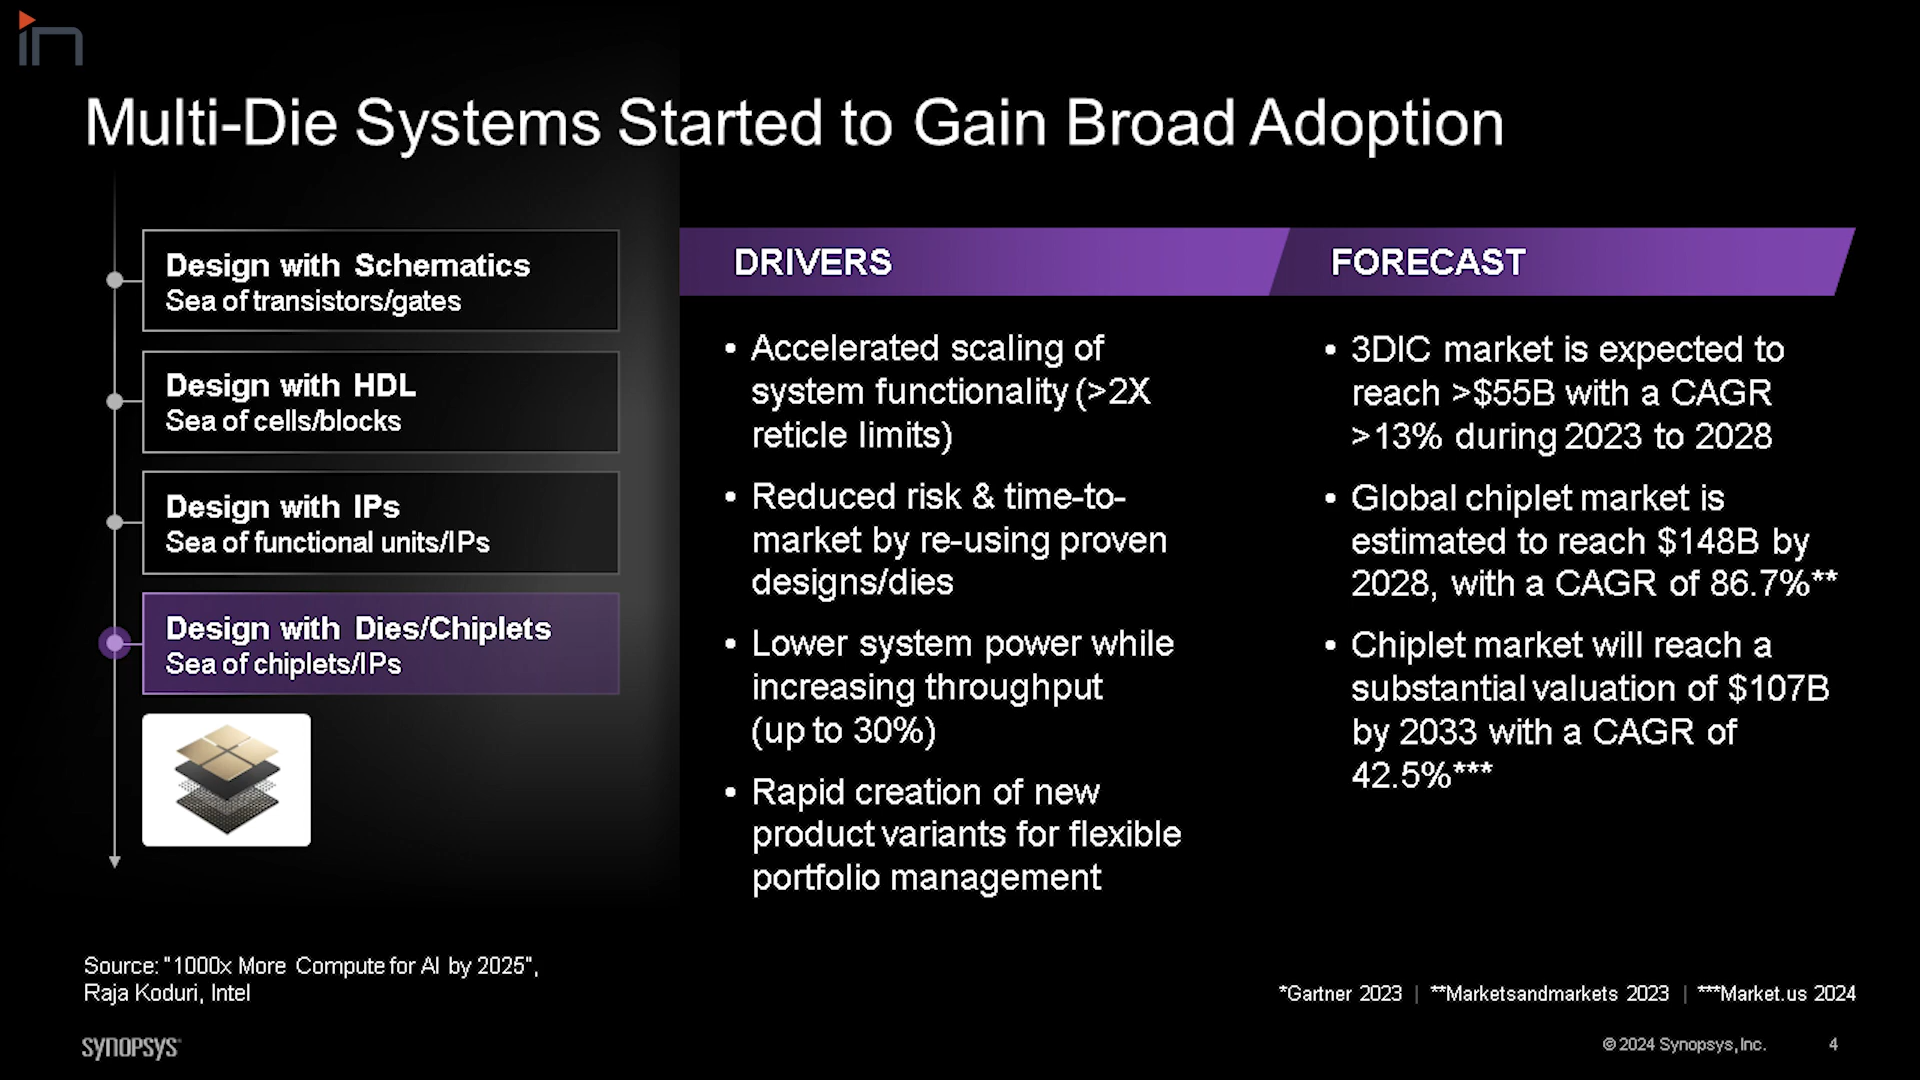 in
Multi-Die Systems Started to Gain Broad Adoption
Design with Schematics
Sea of transistors/gates
Design with HDL
Sea of cells/blocks
Design with IPs
Sea of functional units/IPs
Design with Dies/Chiplets
Sea of chiplets/IPs
DRIVERS
• Accelerated scaling of
system functionality (>2X
reticle limits)
• Reduced risk & time-to-
market by re-using proven
designs/dies
• Lower system power while
increasing throughput
(up to 30%)
• Rapid creation of new
product variants for flexible
portfolio management
FORECAST
• 3DIC market is expected to
reach >$55B with a CAGR
>13% during 2023 to 2028
• Global chiplet market is
estimated to reach $148B by
2028, with a CAGR of 86.7%**
• Chiplet market will reach a
substantial valuation of $107B
by 2033 with a CAGR of
42.5%***
Source: "1000x More Compute for AI by 2025",
Raja Koduri, Intel
*Gartner 2023 | **Marketsandmarkets 2023 | ***Market.us 2024
SYNOPSYS
© 2024 Synopsys, Inc. 4